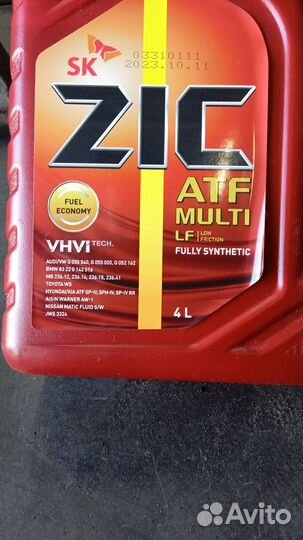 03310111
2023.10.11
SK
ZIC
ATF
MULTI
LF LOW FRICTION
FULLY SYNTHETIC
FUEL
ECONOMY
VHVI TECH.
AUDI/VW G 055 540, G 055 005, G 052 162
BMW 83 22 0 142 516
MB 236.12, 236.14, 236.15, 236.41
TOYOTA WS
HYUNDAI/KIA ATF SP-IV, SPH-IV, SP-IV RR
AISIN WARNER AW-1
NISSAN MATIC FLUID S/W
JWS 3324
4 L
Avito